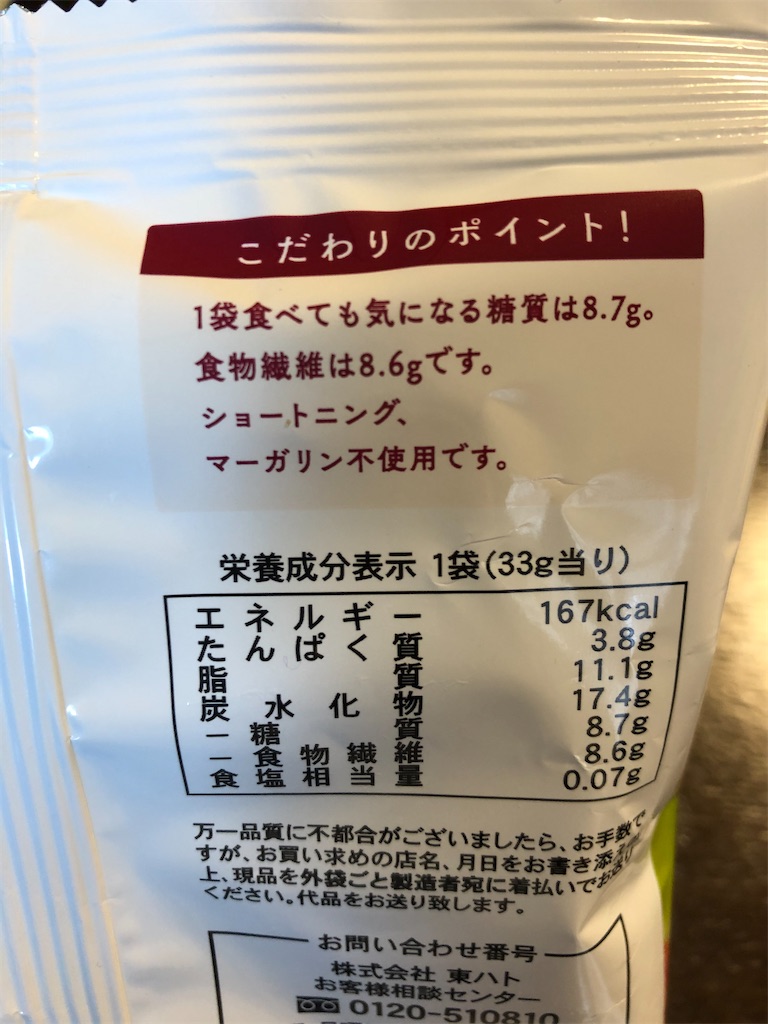 こだわりのポイント!
1袋食べても気になる糖質は8.7g。
食物繊維は8.6gです。
ショートニング、
マーガリン不使用です。
栄養成分表示 1袋(33g当り)
エネルギー 167kcal
たんぱく質 3.8g
脂質 11.1g
炭水化物 17.4g
－糖質 8.7g
－食物繊維 8.6g
食塩相当量 0.07g
万一品質に不都合がございましたら、お手数で
すが、お買い求めの店名、月日をお書き添えの
上、現品を外袋ごと製造者宛に着払いでお送り
ください。代品をお送り致します。
お問い合わせ番号
株式会社 東ハト
お客様相談センター
0120-510810